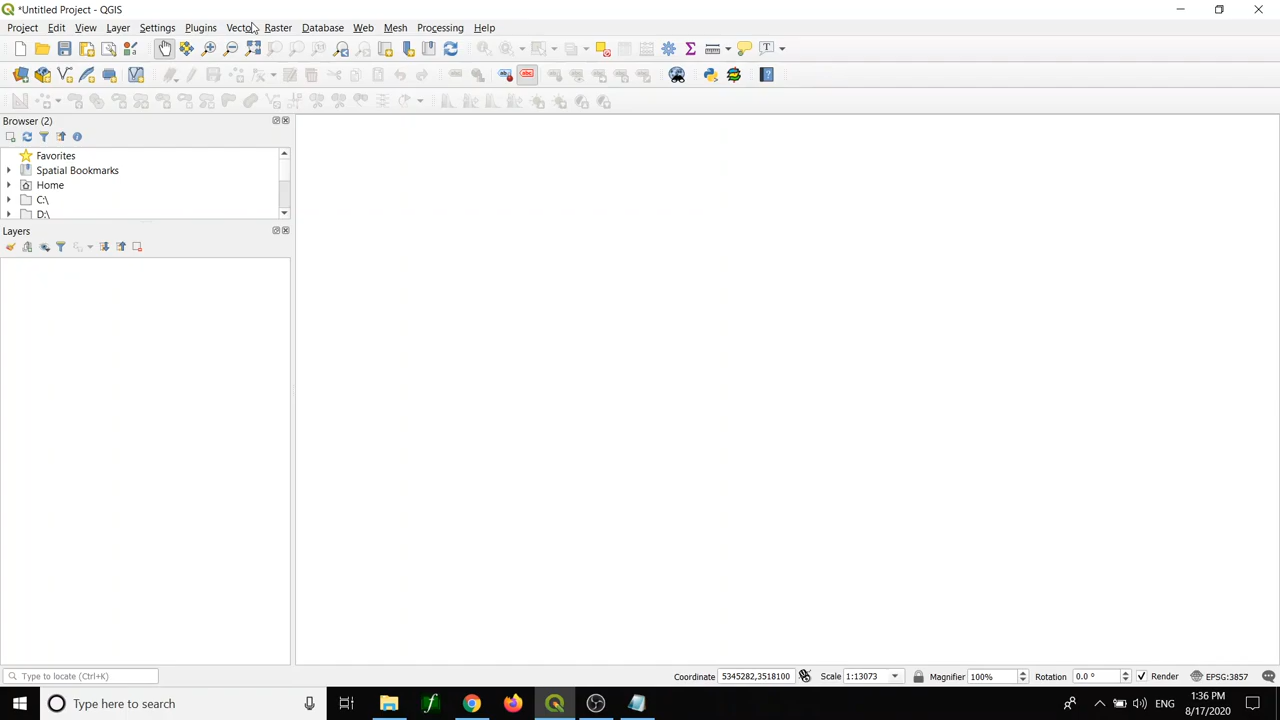 *Untitled Project - QGIS
Project Edit View Layer Settings Plugins Vector Raster Database Web Mesh Processing Help
Browser (2)
Favorites
Spatial Bookmarks
Home
C:\
D:\
Layers
Type to locate (Ctrl+K)
Coordinate 5345282,3518100 Scale 1:13073 Magnifier 100% Rotation 0.0 ° Render EPSG:3857
Type here to search
ENG
1:36 PM
8/17/2020